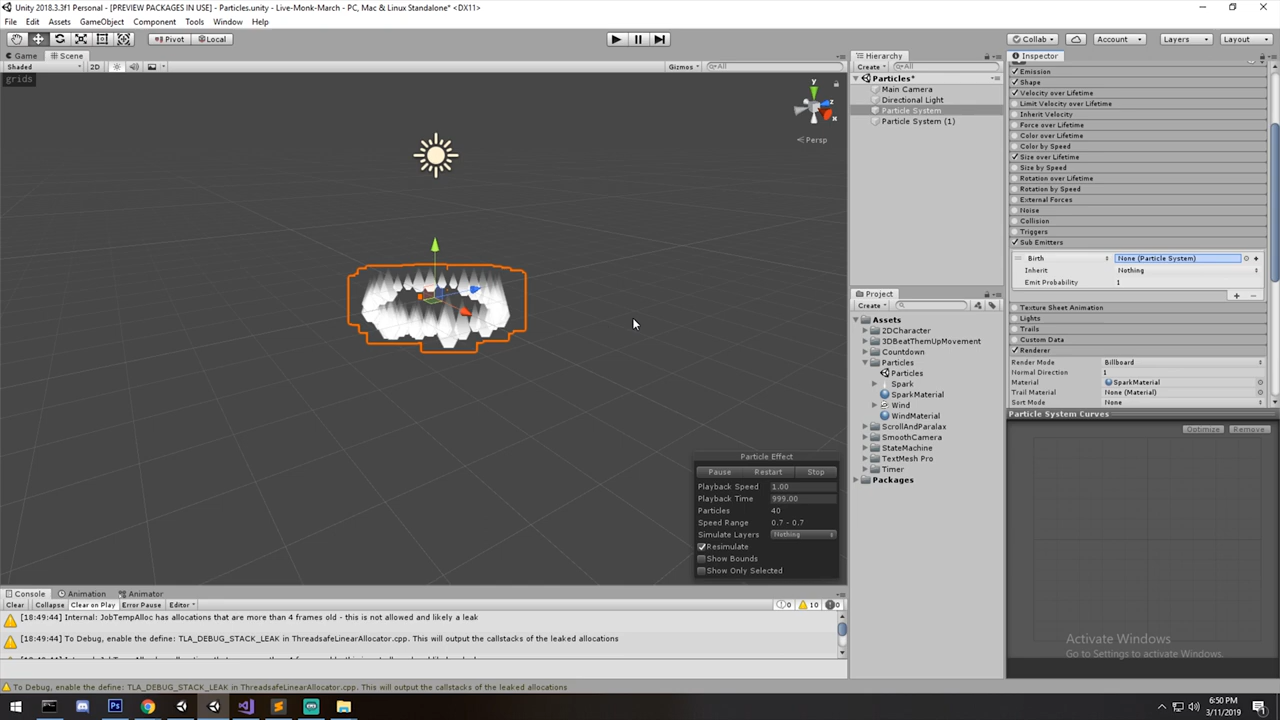 Unity 2018.3.3f1 Personal - [PREVIEW PACKAGES IN USE] - Particles.unity - Live-Monk-March - PC, Mac & Linux Standalone* <DX11>
File Edit Assets GameObject Component Tools Window Help
Pivot Local Collab Account Layers Layout
Game Scene
Shaded 2D Gizmos All
grids
y
z
x
Persp
Particle Effect
Pause Restart Stop
Playback Speed 1.00
Playback Time 999.00
Particles 40
Speed Range 0.7 - 0.7
Simulate Layers Nothing
Resimulate
Show Bounds
Show Only Selected
Hierarchy
Create All
Particles*
Main Camera
Directional Light
Particle System
Particle System (1)
Project
Create
Assets
2DCharacter
3DBeatThemUpMovement
Countdown
Particles
Particles
Spark
SparkMaterial
Wind
WindMaterial
ScrollAndParalax
SmoothCamera
StateMachine
TextMesh Pro
Timer
Packages
Inspector
Emission
Shape
Velocity over Lifetime
Limit Velocity over Lifetime
Inherit Velocity
Force over Lifetime
Color over Lifetime
Color by Speed
Size over Lifetime
Size by Speed
Rotation over Lifetime
Rotation by Speed
External Forces
Noise
Collision
Triggers
Sub Emitters
Birth None (Particle System)
Inherit Nothing
Emit Probability 1
Texture Sheet Animation
Lights
Trails
Custom Data
Renderer
Render Mode Billboard
Normal Direction 1
Material SparkMaterial
Trail Material None (Material)
Sort Mode None
Particle System Curves
Optimize Remove
Activate Windows
Go to Settings to activate Windows.
Console Animation Animator
Clear Collapse Clear on Play Error Pause Editor 0 10 0
[18:49:44] Internal: JobTempAlloc has allocations that are more than 4 frames old - this is not allowed and likely a leak
[18:49:44] To Debug, enable the define: TLA_DEBUG_STACK_LEAK in ThreadsafeLinearAllocator.cpp. This will output the callstacks of the leaked allocations
To Debug, enable the define: TLA_DEBUG_STACK_LEAK in ThreadsafeLinearAllocator.cpp. This will output the callstacks of the leaked allocations
6:50 PM
3/11/2019